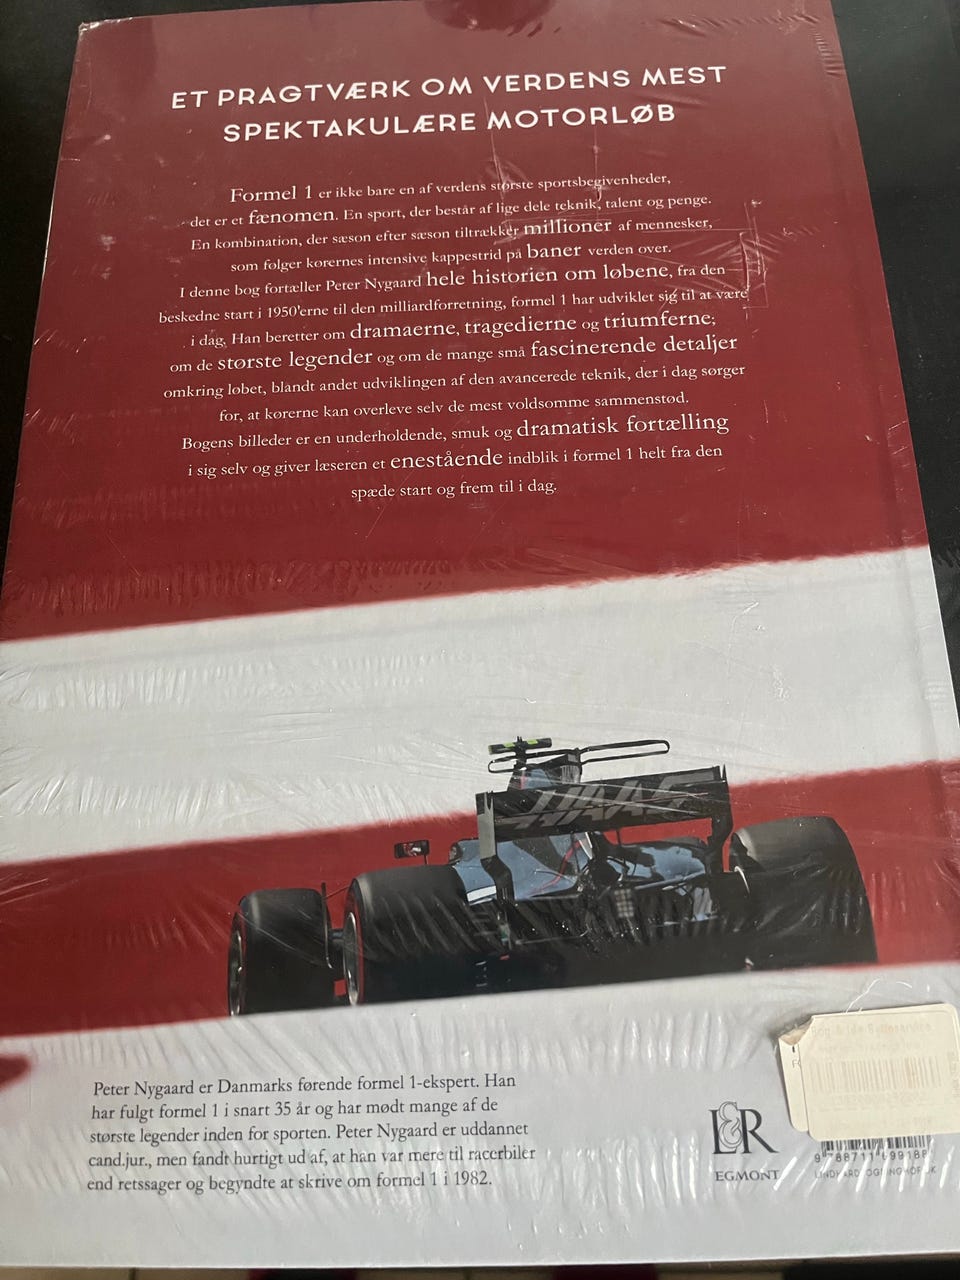 ET PRAGTVÆRK OM VERDENS MEST
SPEKTAKULÆRE MOTORLØB
Formel 1 er ikke bare en af verdens største sportsbegivenheder,
det er et fænomen. En sport, der består af lige dele teknik, talent og penge.
En kombination, der sæson efter sæson tiltrækker millioner af mennesker,
som følger kørernes intensive kappestrid på baner verden over.
I denne bog fortæller Peter Nygaard hele historien om løbene, fra den
beskedne start i 1950'erne til den milliardforretning, formel 1 har udviklet sig til at være
i dag. Han beretter om dramaerne, tragedierne og triumferne;
om de største legender og om de mange små fascinerende detaljer
omkring løbet, blandt andet udviklingen af den avancerede teknik, der i dag sørger
for, at kørerne kan overleve selv de mest voldsomme sammenstød.
Bogens billeder er en underholdende, smuk og dramatisk fortælling
i sig selv og giver læseren et enestående indblik i formel 1 helt fra den
spæde start og frem til i dag.
HAAS
Peter Nygaard er Danmarks førende formel 1-ekspert. Han
har fulgt formel 1 i snart 35 år og har mødt mange af de
største legender inden for sporten. Peter Nygaard er uddannet
cand.jur., men fandt hurtigt ud af, at han var mere til racerbiler
end retssager og begyndte at skrive om formel 1 i 1982.
L&R
EGMONT